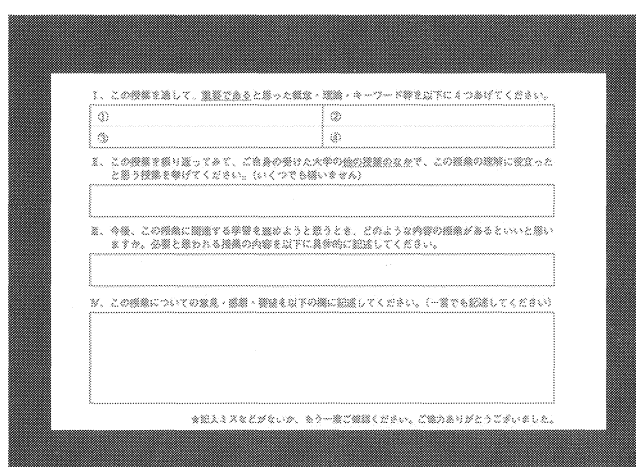 Ⅰ、この授業を通して、重要であると思った概念・理論・キーワード等を以下に4つあげてください。
① ②
③ ④
Ⅱ、この授業を振り返ってみて、ご自身の受けた大学の他の授業のなかで、この授業の理解に役立った
と思う授業を挙げてください。(いくつでも構いません)
Ⅲ、今後、この授業に関連する学習を進めようと思うとき、どのような内容の授業があるといいと思い
ますか。必要と思われる授業の内容を以下に具体的に記述してください。
Ⅳ、この授業についての意見・感想・要望を以下の欄に記述してください。(一言でも記述してください)
☆記入ミスなどがないか、もう一度ご確認ください。ご協力ありがとうございました。